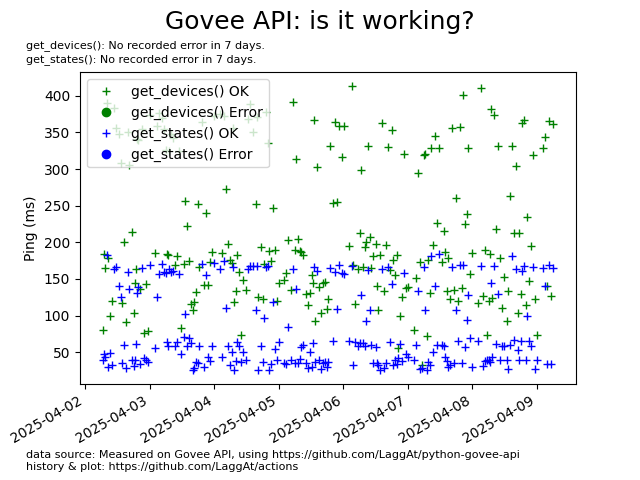 Govee API: is it working?
get_devices(): No recorded error in 7 days.
get_states(): No recorded error in 7 days.
get_devices() OK
get_devices() Error
get_states() OK
get_states() Error
Ping (ms)
400
350
300
250
200
150
100
50
2025-04-02
2025-04-03
2025-04-04
2025-04-05
2025-04-06
2025-04-07
2025-04-08
2025-04-09
data source: Measured on Govee API, using https://github.com/LaggAt/python-govee-api
history & plot: https://github.com/LaggAt/actions